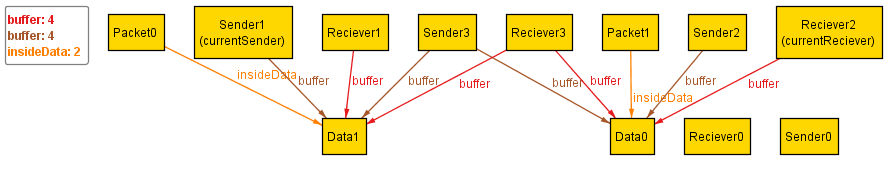 buffer: 4
buffer: 4
insideData: 2
Packet0
Sender1
(currentSender)
Reciever1
Sender3
Reciever3
Packet1
Sender2
Reciever2
(currentReciever)
insideData
buffer
buffer
buffer
buffer
buffer
buffer
insideData
buffer
buffer
Data1
Data0
Reciever0
Sender0